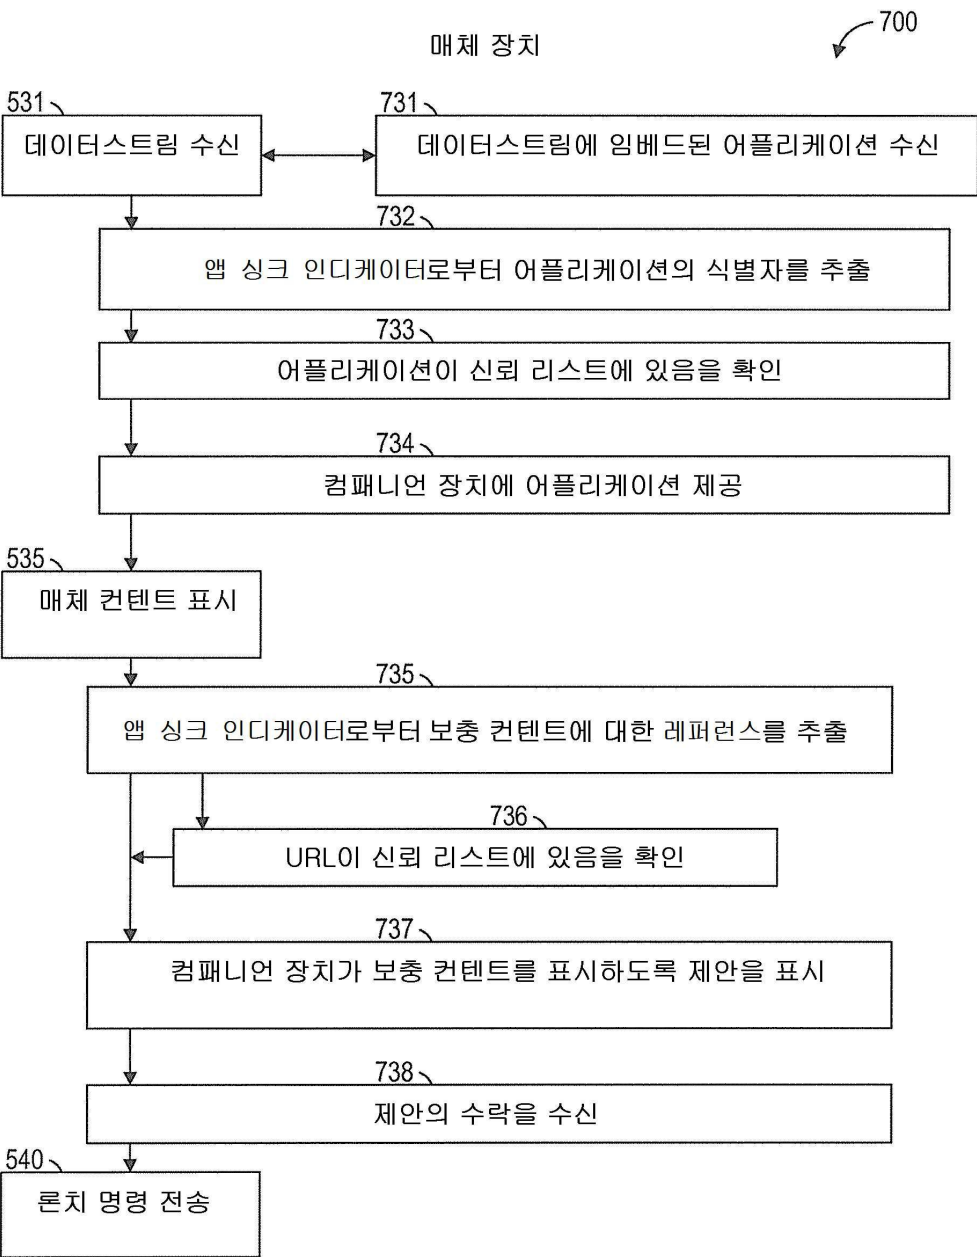 매체 장치
700
531
데이터스트림 수신
731
데이터스트림에 임베드된 어플리케이션 수신
732
앱 싱크 인디케이터로부터 어플리케이션의 식별자를 추출
733
어플리케이션이 신뢰 리스트에 있음을 확인
734
컴패니언 장치에 어플리케이션 제공
535
매체 컨텐트 표시
735
앱 싱크 인디케이터로부터 보충 컨텐트에 대한 레퍼런스를 추출
736
URL이 신뢰 리스트에 있음을 확인
737
컴패니언 장치가 보충 컨텐트를 표시하도록 제안을 표시
738
제안의 수락을 수신
540
론치 명령 전송